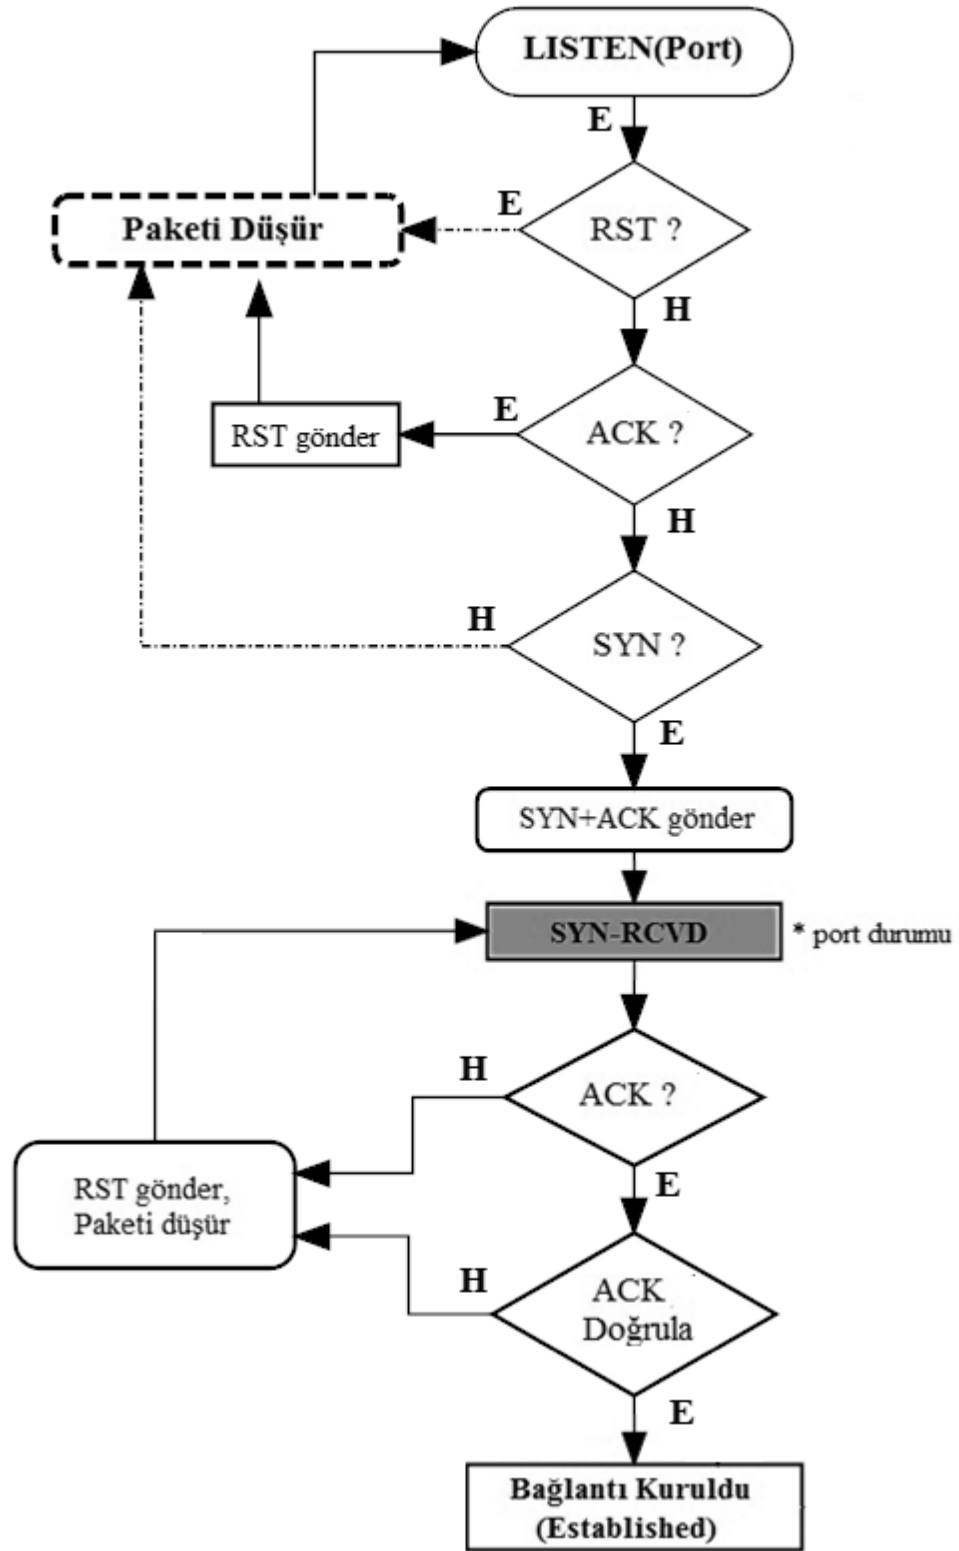 LISTEN(Port)
E
E
RST ?
Paketi Düşür
H
E
ACK ?
RST gönder
H
H
SYN ?
E
SYN+ACK gönder
SYN-RCVD
* port durumu
H
ACK ?
E
RST gönder,
Paketi düşür
H
ACK
Doğrula
E
Bağlantı Kuruldu
(Established)